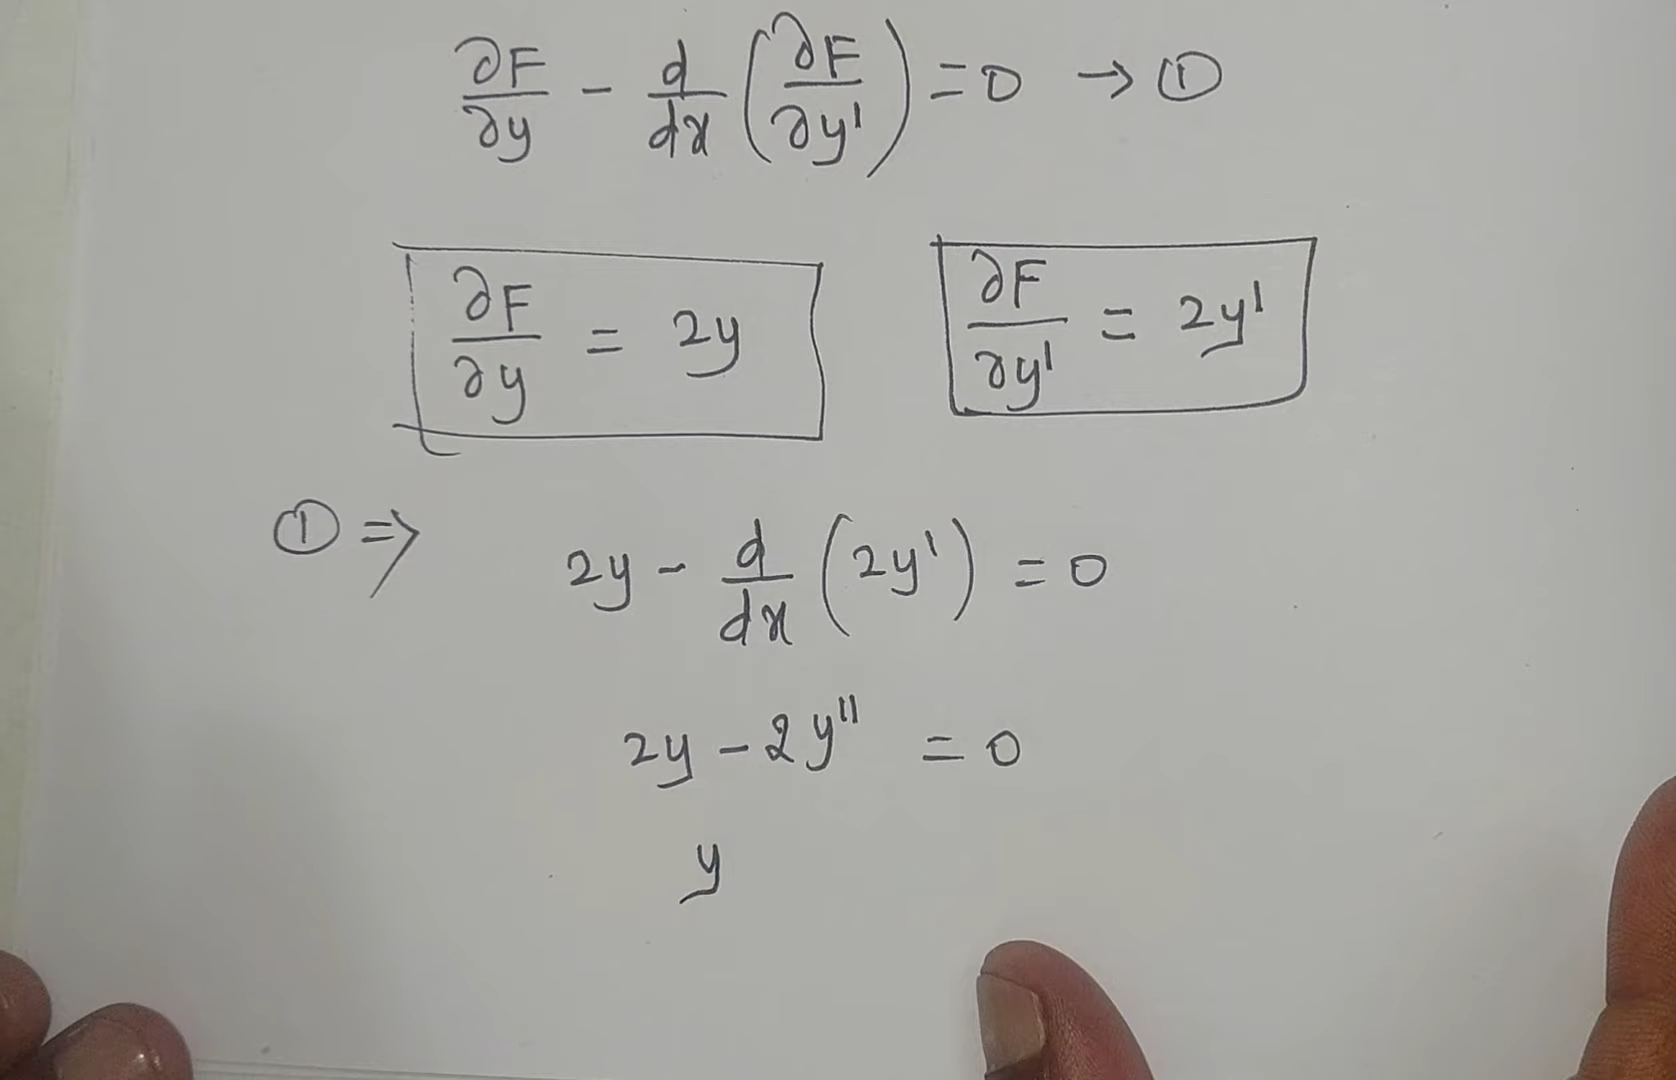 ∂F/∂y - d/dx (∂F/∂y') = 0 → ①
∂F/∂y = 2y
∂F/∂y' = 2y'
① ⇒ 2y - d/dx (2y') = 0
2y - 2y'' = 0
y